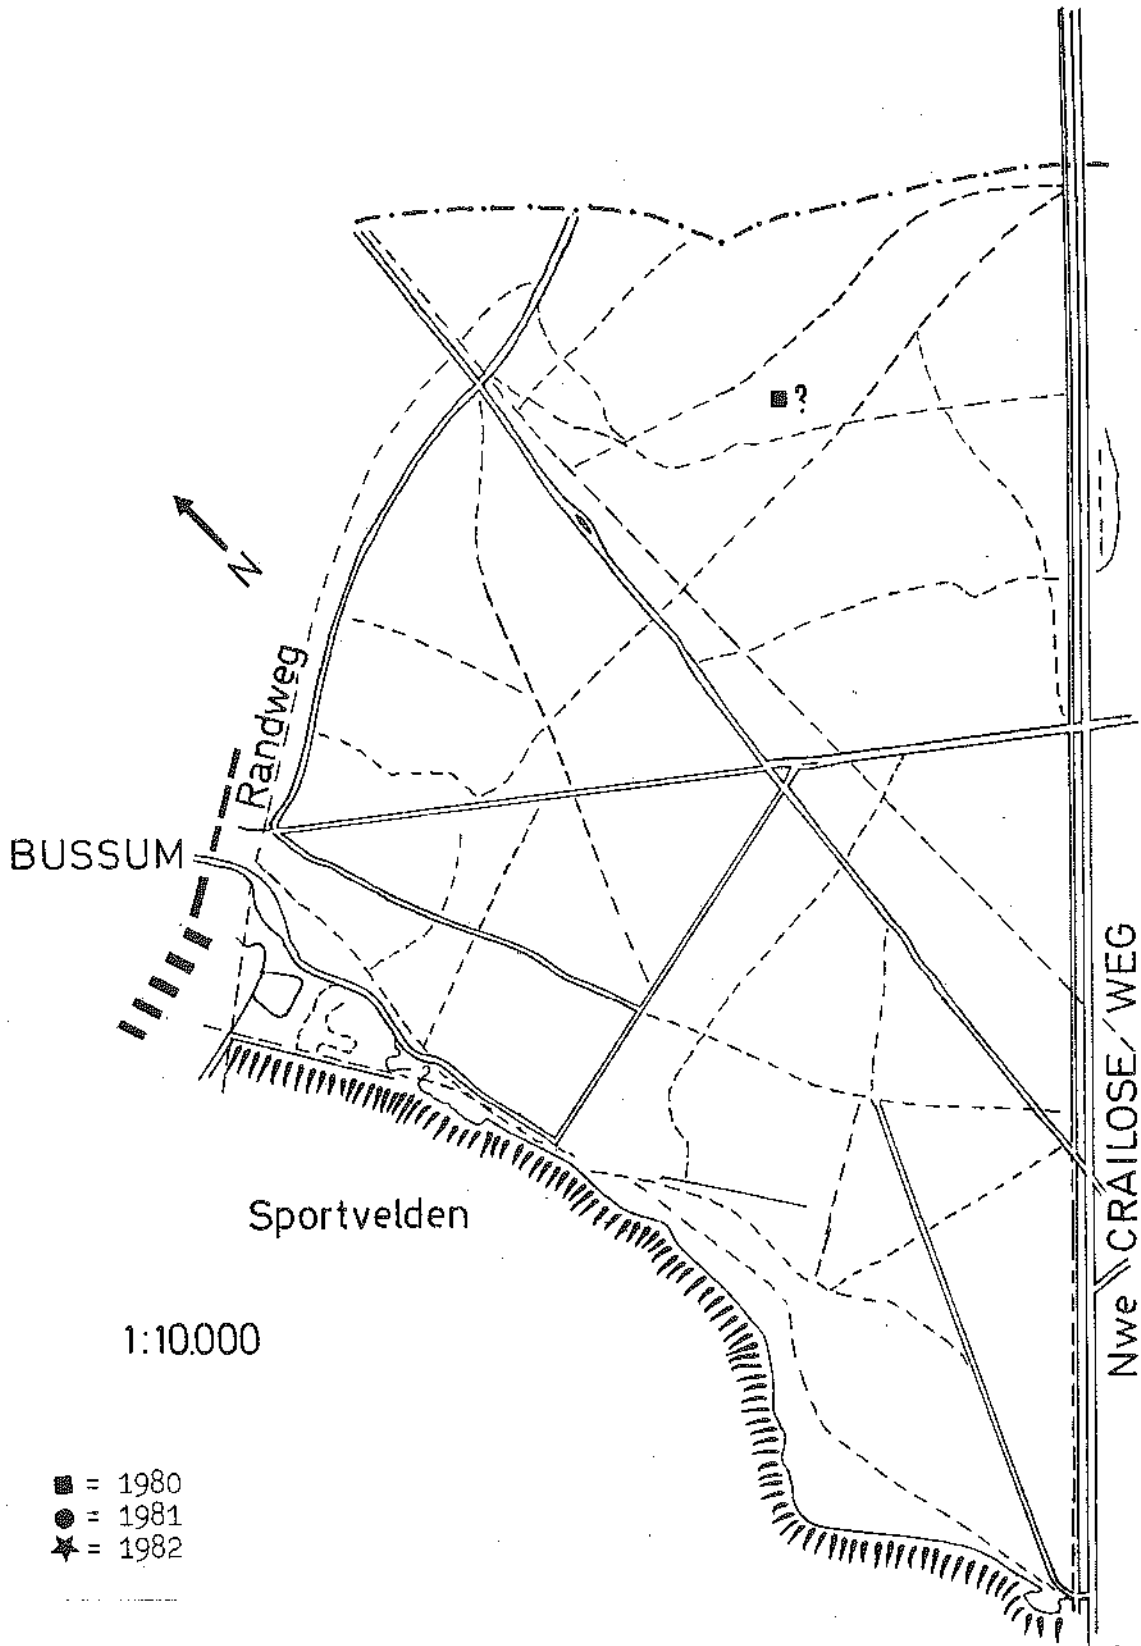 ?
N
Randweg
BUSSUM
Nwe CRAILOSE WEG
Sportvelden
1:10.000
■ = 1980
● = 1981
★ = 1982